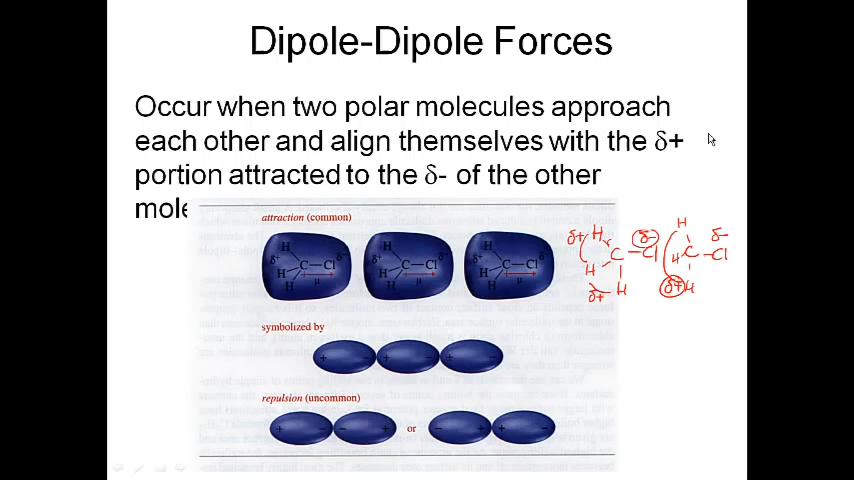 Dipole-Dipole Forces
Occur when two polar molecules approach
each other and align themselves with the δ+
portion attracted to the δ- of the other
mole
attraction (common)
H
δ+ δ-
C—Cl
H
H
μ
H
δ+ δ-
C—Cl
H
H
μ
H
δ+ δ-
C—Cl
H
H
μ
symbolized by
+ - + - + -
repulsion (uncommon)
+ - - + or - + + -
H
δ+ H δ- δ-
C —Cl H C -Cl
H
δ+ H δ+ H